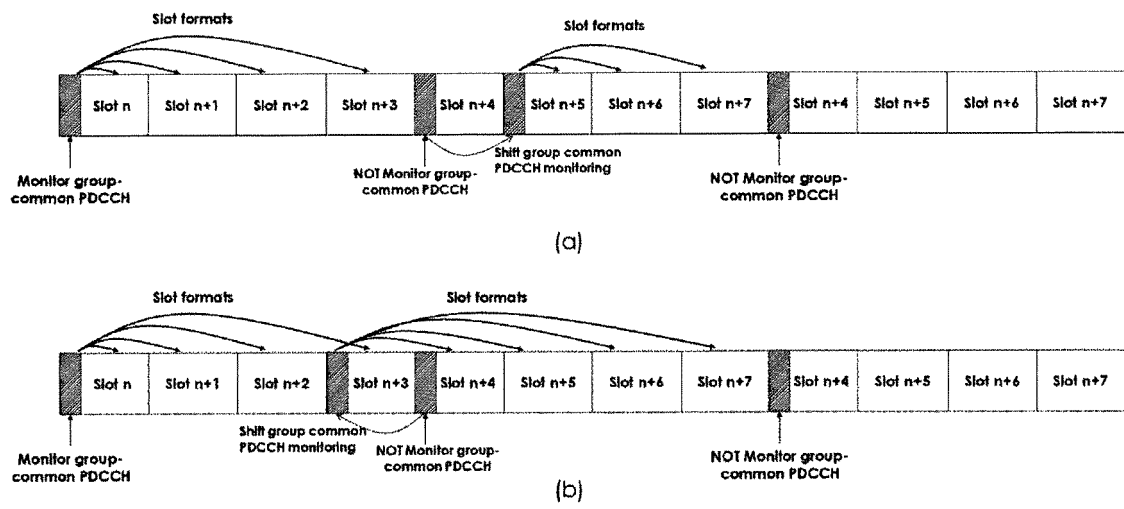 Slot formats
Slot formats
Slot n
Slot n+1
Slot n+2
Slot n+3
Slot n+4
Slot n+5
Slot n+6
Slot n+7
Slot n+4
Slot n+5
Slot n+6
Slot n+7
Monitor group-
common PDCCH
NOT Monitor group-
common PDCCH
Shift group common
PDCCH monitoring
NOT Monitor group-
common PDCCH
(a)
Slot formats
Slot formats
Slot n
Slot n+1
Slot n+2
Slot n+3
Slot n+4
Slot n+5
Slot n+6
Slot n+7
Slot n+4
Slot n+5
Slot n+6
Slot n+7
Monitor group-
common PDCCH
Shift group common
PDCCH monitoring
NOT Monitor group-
common PDCCH
NOT Monitor group-
common PDCCH
(b)